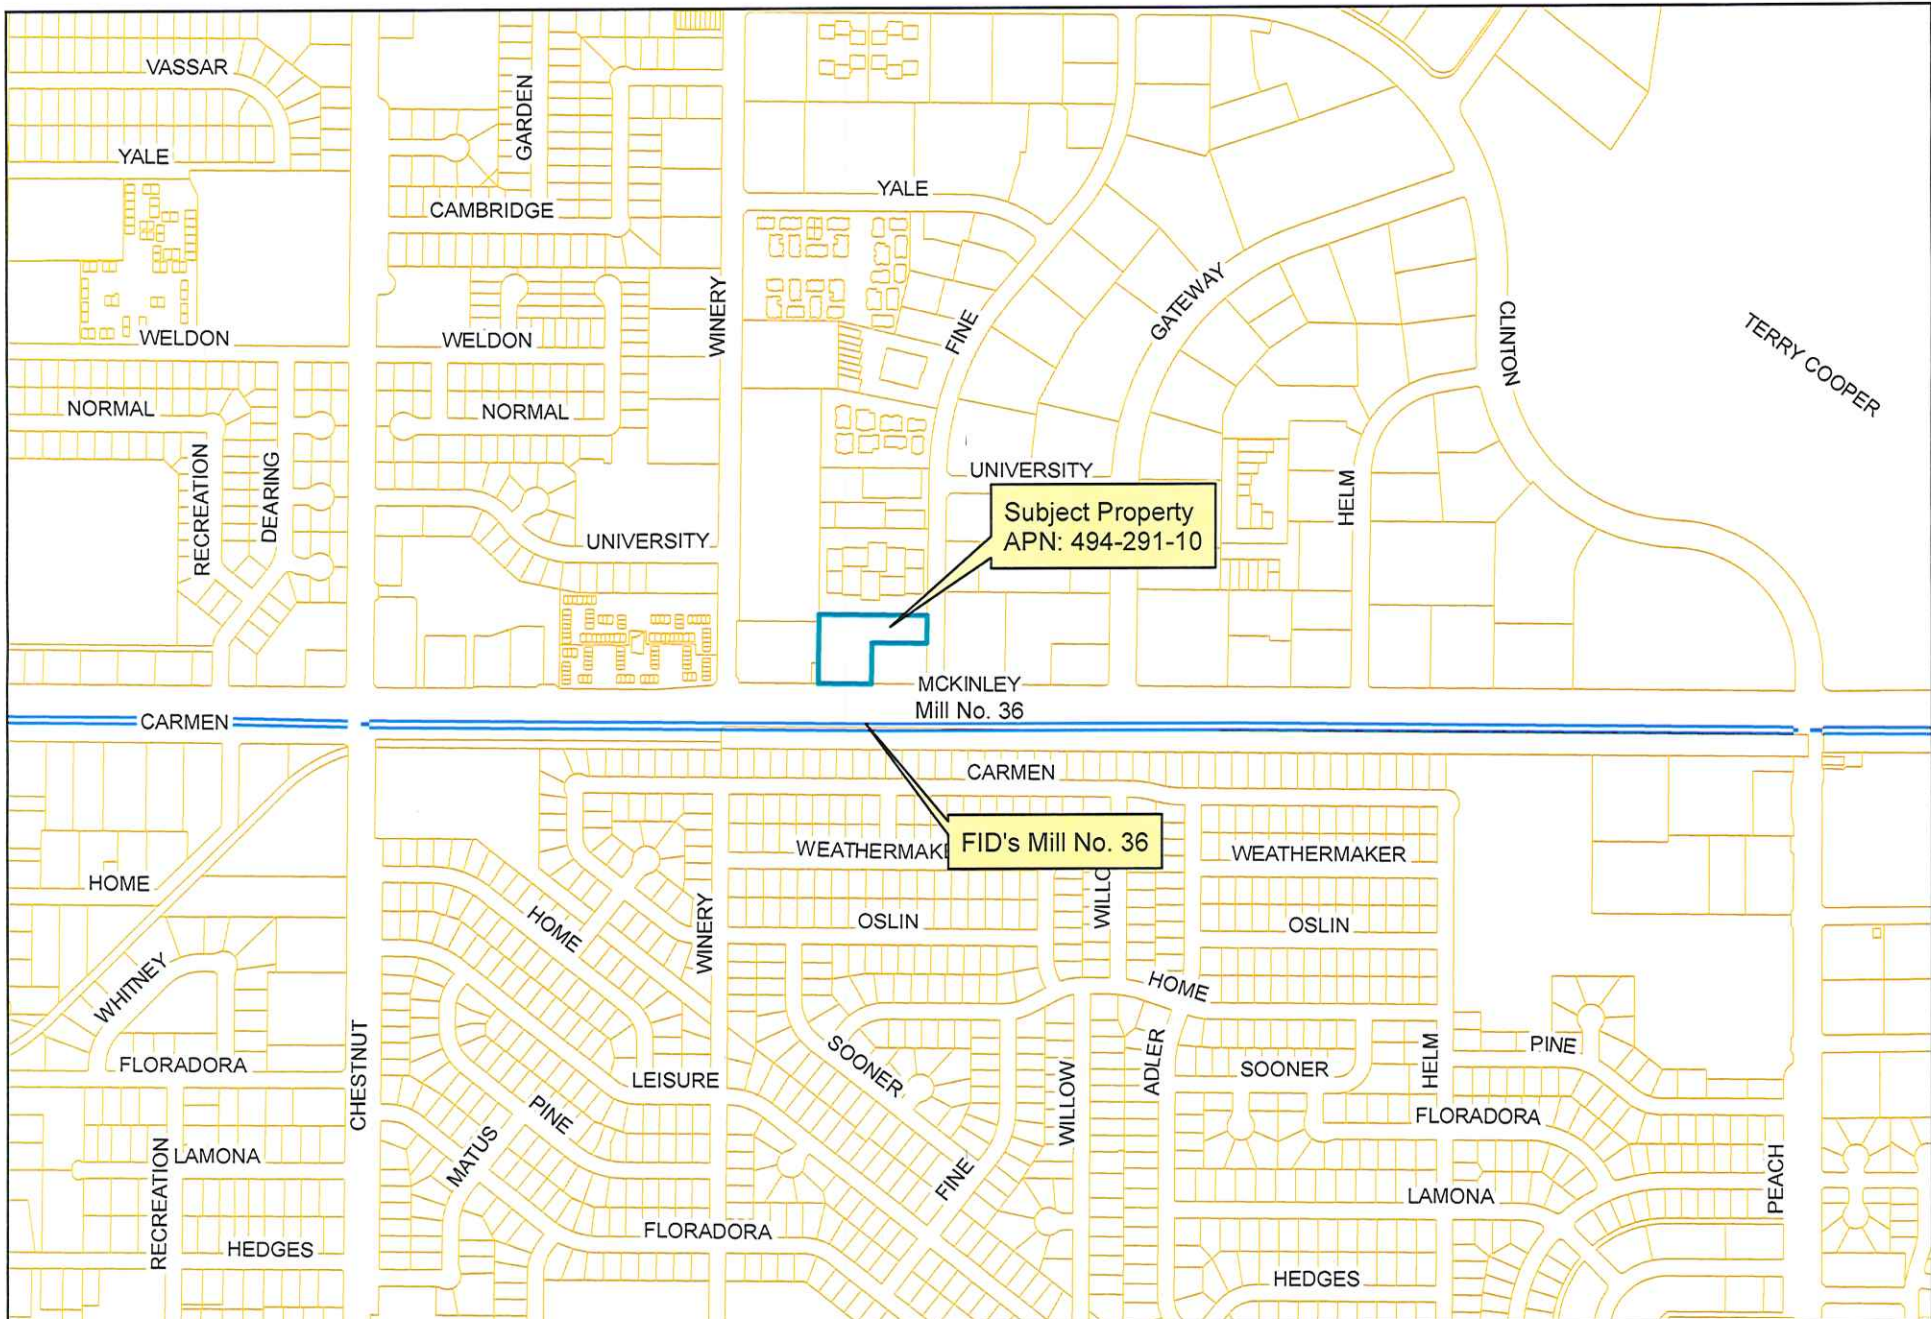 VASSAR
GARDEN
YALE
YALE
CAMBRIDGE
WINERY
GATEWAY
FINE
CLINTON
TERRY COOPER
WELDON
WELDON
NORMAL
NORMAL
RECREATION
DEARING
UNIVERSITY
HELM
Subject Property
APN: 494-291-10
UNIVERSITY
MCKINLEY
Mill No. 36
CARMEN
CARMEN
FID's Mill No. 36
WEATHERMAKE
WEATHERMAKER
HOME
HOME
WINERY
OSLIN
WILLO
OSLIN
WHITNEY
HOME
CHESTNUT
FLORADORA
LEISURE
SOONER
WILLOW
ADLER
SOONER
HELM
PINE
PINE
MATUS
FLORADORA
RECREATION
LAMONA
FINE
LAMONA
PEACH
FLORADORA
HEDGES
HEDGES